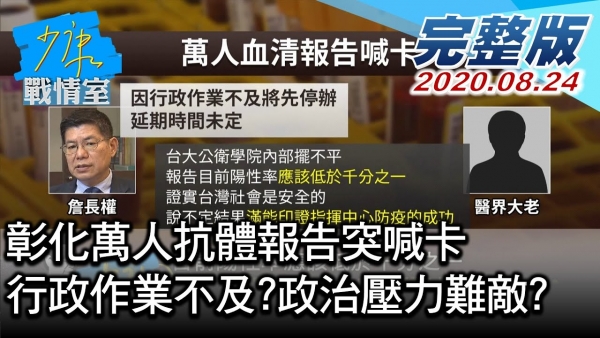 少康
戰情室
萬人血清報告喊卡
完整版
2020.08.24
因行政作業不及將先停辦
延期時間未定
台大公衛學院內部擺不平
報告目前陽性率應該低於千分之一
證實台灣社會是安全的
說不定結果滿能印證指揮中心防疫的成功
詹長權
醫界大老
彰化萬人抗體報告突喊卡
行政作業不及?政治壓力難敵?